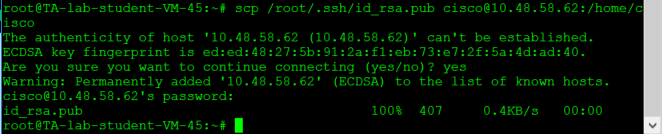 root@TA-lab-student-VM-45:~# scp /root/.ssh/id_rsa.pub cisco@10.48.58.62:/home/c
isco
The authenticity of host '10.48.58.62 (10.48.58.62)' can't be established.
ECDSA key fingerprint is ed:ed:48:27:5b:91:2a:f1:eb:73:e7:2f:5a:4d:ad:40.
Are you sure you want to continue connecting (yes/no)? yes
Warning: Permanently added '10.48.58.62' (ECDSA) to the list of known hosts.
cisco@10.48.58.62's password:
id_rsa.pub 100% 407 0.4KB/s 00:00
root@TA-lab-student-VM-45:~#